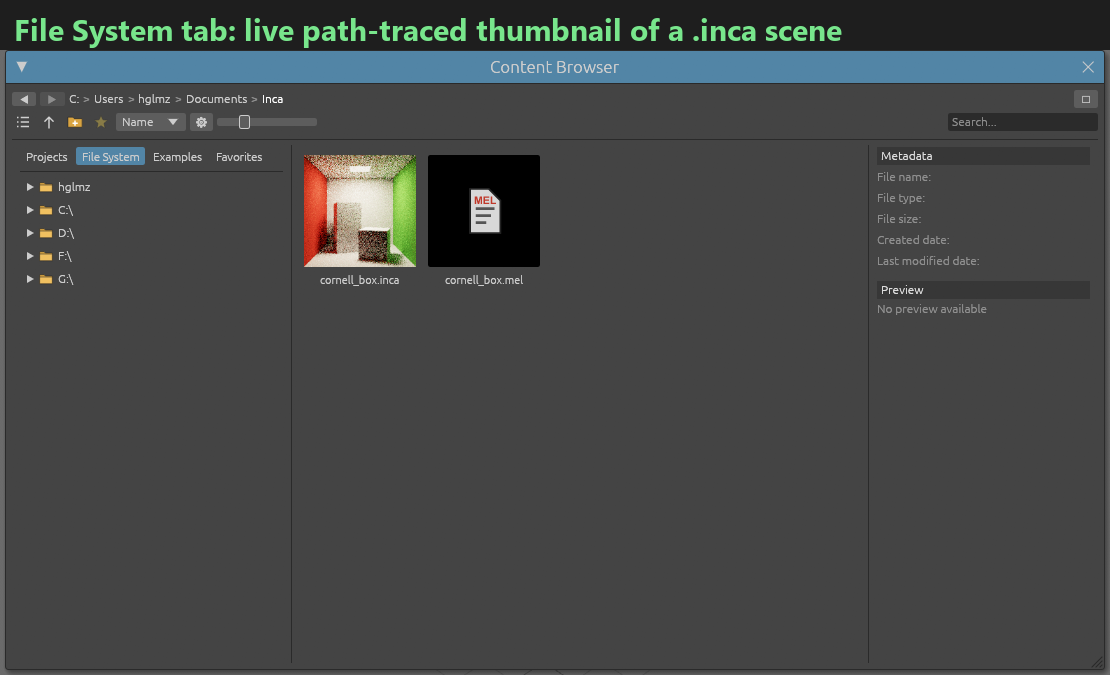 File System tab: live path-traced thumbnail of a .inca scene
Content Browser
C: > Users > hglmz > Documents > Inca
Name
Search...
Projects File System Examples Favorites
hglmz
C:\
D:\
F:\
G:\
MEL
cornell_box.inca cornell_box.mel
Metadata
File name:
File type:
File size:
Created date:
Last modified date:
Preview
No preview available